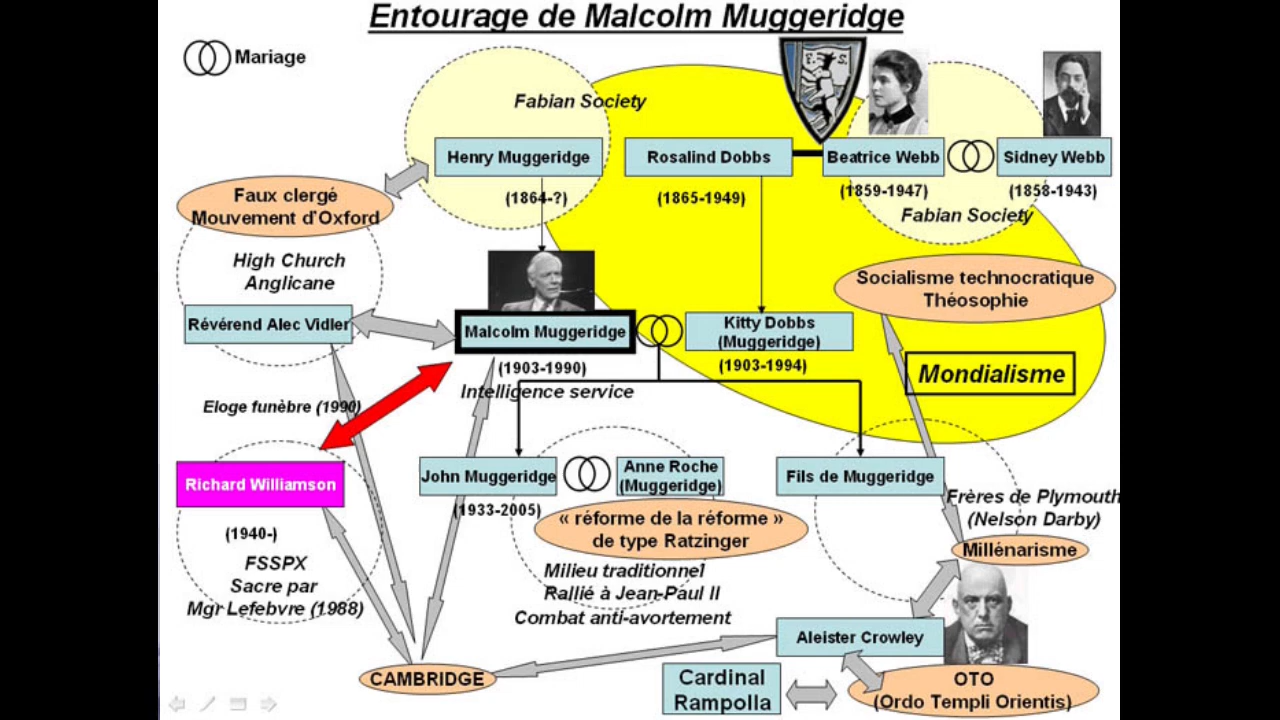 Entourage de Malcolm Muggeridge
Mariage
Fabian Society
F. S.
Henry Muggeridge
Rosalind Dobbs
Beatrice Webb
Sidney Webb
(1864-?)
(1865-1949)
(1859-1947)
(1858-1943)
Fabian Society
Faux clergé
Mouvement d'Oxford
High Church
Anglicane
Socialisme technocratique
Théosophie
Révérend Alec Vidler
Malcolm Muggeridge
Kitty Dobbs
(Muggeridge)
(1903-1990)
(1903-1994)
Intelligence service
Mondialisme
Eloge funèbre (1990)
Richard Williamson
John Muggeridge
Anne Roche
(Muggeridge)
Fils de Muggeridge
(1940-)
(1933-2005)
Frères de Plymouth
(Nelson Darby)
« réforme de la réforme »
de type Ratzinger
Millénarisme
FSSPX
Sacre par
Mgr Lefebvre (1988)
Milieu traditionnel
Rallié à Jean-Paul II
Combat anti-avortement
Aleister Crowley
CAMBRIDGE
Cardinal
Rampolla
OTO
(Ordo Templi Orientis)